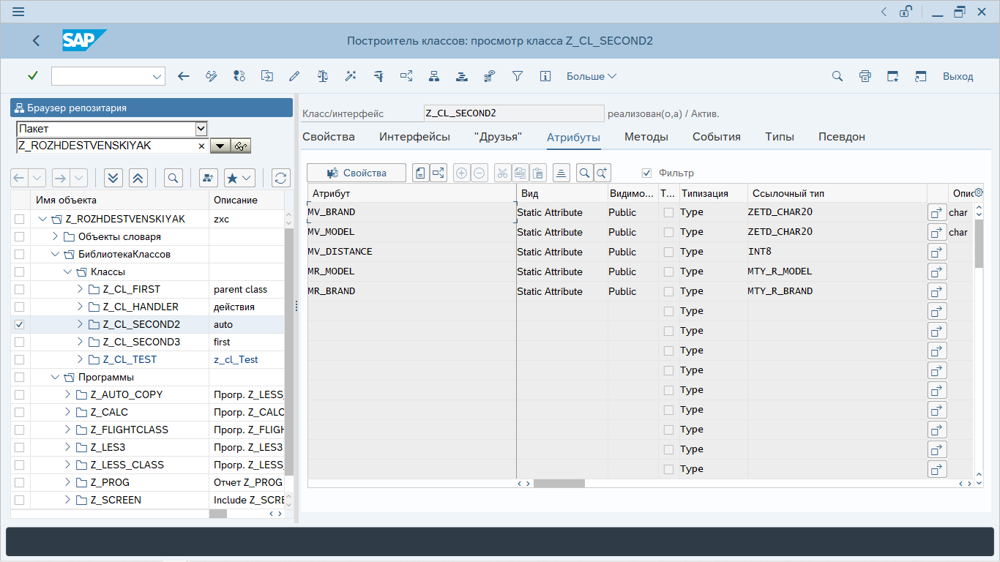 SAP
Построитель классов: просмотр класса Z_CL_SECOND2
Больше
Выход
Браузер репозитария
Пакет
Z_ROZHDESTVENSKIYAK
Имя объекта Описание
Z_ROZHDESTVENSKIYAK zxc
Объекты словаря
БиблиотекаКлассов
Классы
Z_CL_FIRST parent class
Z_CL_HANDLER действия
Z_CL_SECOND2 auto
Z_CL_SECOND3 first
Z_CL_TEST z_cl_Test
Программы
Z_AUTO_COPY Прогр. Z_LESS_
Z_CALC Прогр. Z_CALC
Z_FLIGHTCLASS Прогр. Z_FLIGH
Z_LES3 Прогр. Z_LES3
Z_LESS_CLASS Прогр. Z_LESS_
Z_PROG Отчет Z_PROG
Z_SCREEN Include Z_SCRE
Класс/интерфейс Z_CL_SECOND2 реализован(о,а) / Актив.
Свойства Интерфейсы "Друзья" Атрибуты Методы События Типы Псевдон
Свойства Фильтр
Атрибут Вид Видимо... Т... Типизация Ссылочный тип Опис
MV_BRAND Static Attribute Public Type ZETD_CHAR20 char
MV_MODEL Static Attribute Public Type ZETD_CHAR20 char
MV_DISTANCE Static Attribute Public Type INT8
MR_MODEL Static Attribute Public Type MTY_R_MODEL
MR_BRAND Static Attribute Public Type MTY_R_BRAND
Type
Type
Type
Type
Type
Type
Type
Type
Type